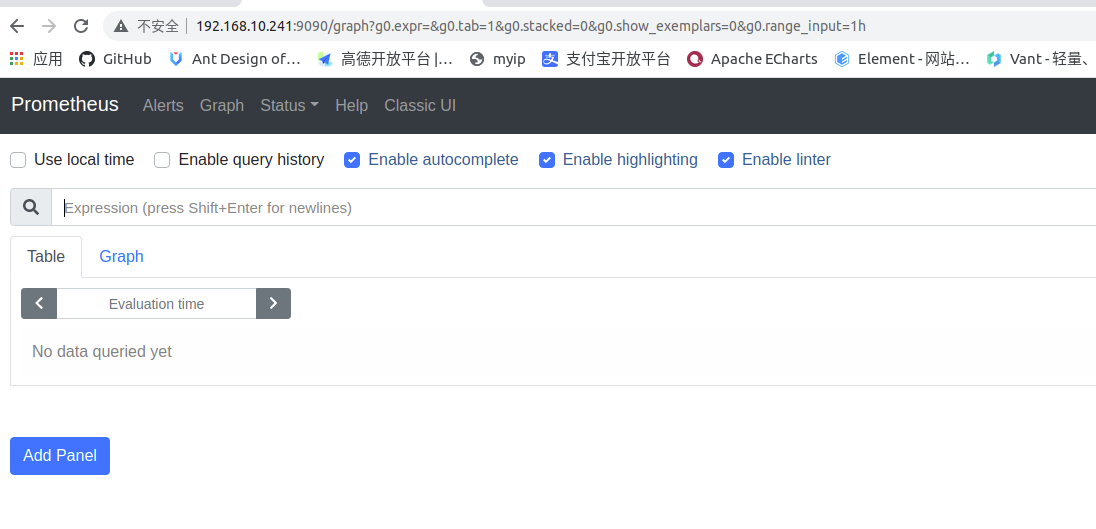 不安全 | 192.168.10.241:9090/graph?g0.expr=&g0.tab=1&g0.stacked=0&g0.show_exemplars=0&g0.range_input=1h
应用 GitHub Ant Design of… 高德开放平台 |… myip 支付宝开放平台 Apache ECharts Element - 网站… Vant - 轻量、
Prometheus Alerts Graph Status Help Classic UI
Use local time Enable query history Enable autocomplete Enable highlighting Enable linter
Expression (press Shift+Enter for newlines)
Table Graph
Evaluation time
No data queried yet
Add Panel